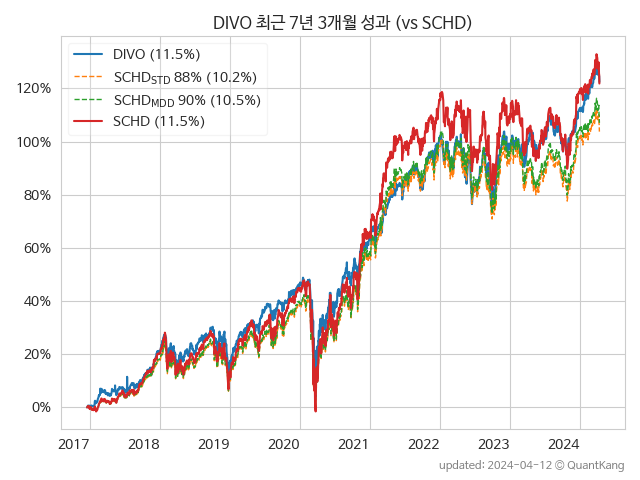 DIVO 최근 7년 3개월 성과 (vs SCHD)
DIVO (11.5%)
SCHD_STD 88% (10.2%)
SCHD_MDD 90% (10.5%)
SCHD (11.5%)
120%
100%
80%
60%
40%
20%
0%
2017 2018 2019 2020 2021 2022 2023 2024
updated: 2024-04-12 © QuantKang